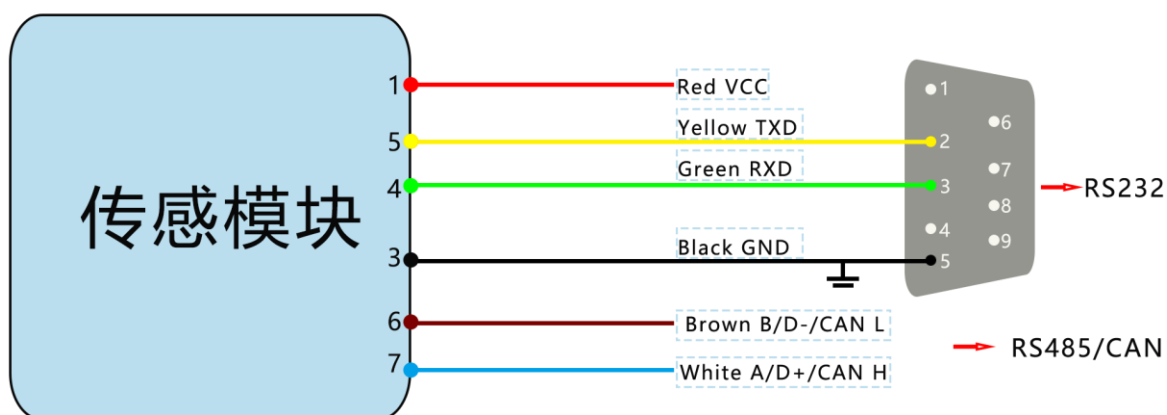 传感模块
1
Red VCC
5
Yellow TXD
4
Green RXD
3
Black GND
6
Brown B/D-/CAN L
7
White A/D+/CAN H
1
6
2
7
3
8
4
9
5
RS232
RS485/CAN